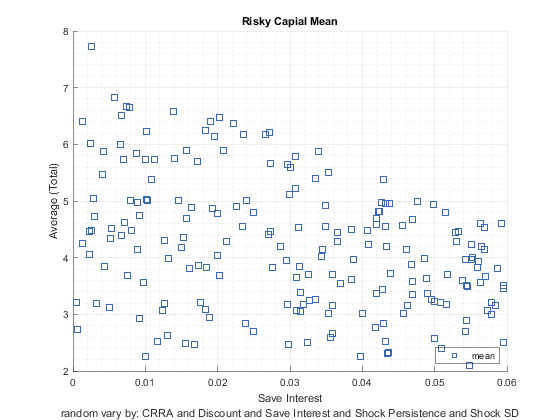 Risky Capial Mean
Average (Total)
8
7
6
5
4
3
2
0
0.01
0.02
0.03
0.04
0.05
0.06
mean
Save Interest
random vary by: CRRA and Discount and Save Interest and Shock Persistence and Shock SD